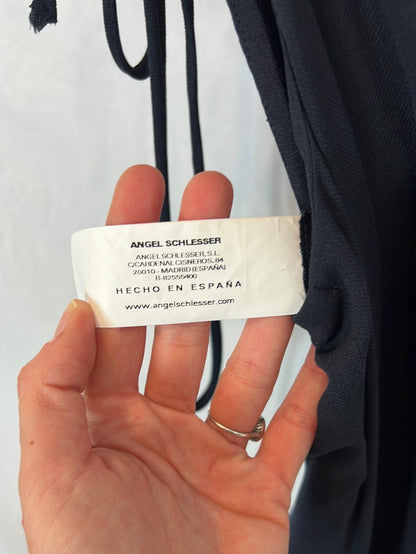 ANGEL SCHLESSER
ANGEL SCHLESSER, S.L.
C/CARDENAL CISNEROS, 84
28010 - MADRID (ESPAÑA)
B-82555400
HECHO EN ESPAÑA
www.angelschlesser.com